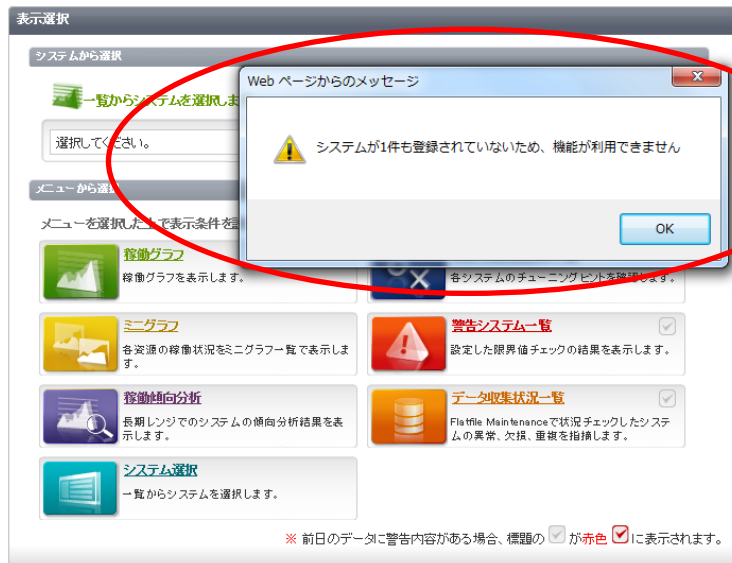 表示選択
システムから選択
Web ページからのメッセージ
一覧からシステムを選択しま
選択してください。
システムが1件も登録されていないため、機能が利用できません
OK
メニューから選択
メニューを選択した上で表示条件を
稼働グラフ
稼働グラフを表示します。
各システムのチューニングヒントを確認します。
ミニグラフ
各資源の稼働状況をミニグラフ一覧で表示しま
す。
警告システム一覧
設定した限界値チェックの結果を表示します。
稼働傾向分析
長期レンジでのシステムの傾向分析結果を表
示します。
データ収集状況一覧
Flatfile Maintenanceで状況チェックしたシステ
ムの異常、欠損、重複を指摘します。
システム選択
一覧からシステムを選択します。
※ 前日のデータに警告内容がある場合、標題の が赤色 に表示されます。